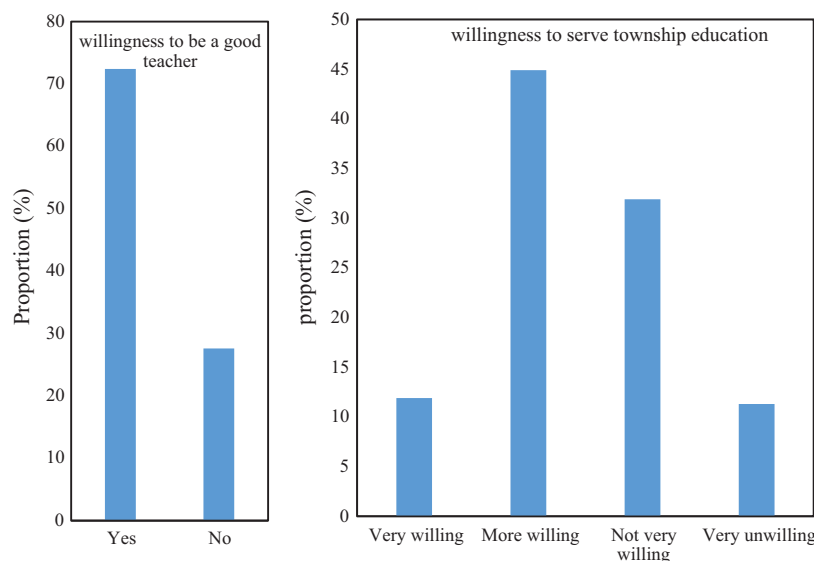 willingness to be a good
teacher
Proportion (%)
80
70
60
50
40
30
20
10
0
Yes
No
willingness to serve township education
proportion (%)
50
45
40
35
30
25
20
15
10
5
0
Very willing
More willing
Not very
willing
Very unwilling